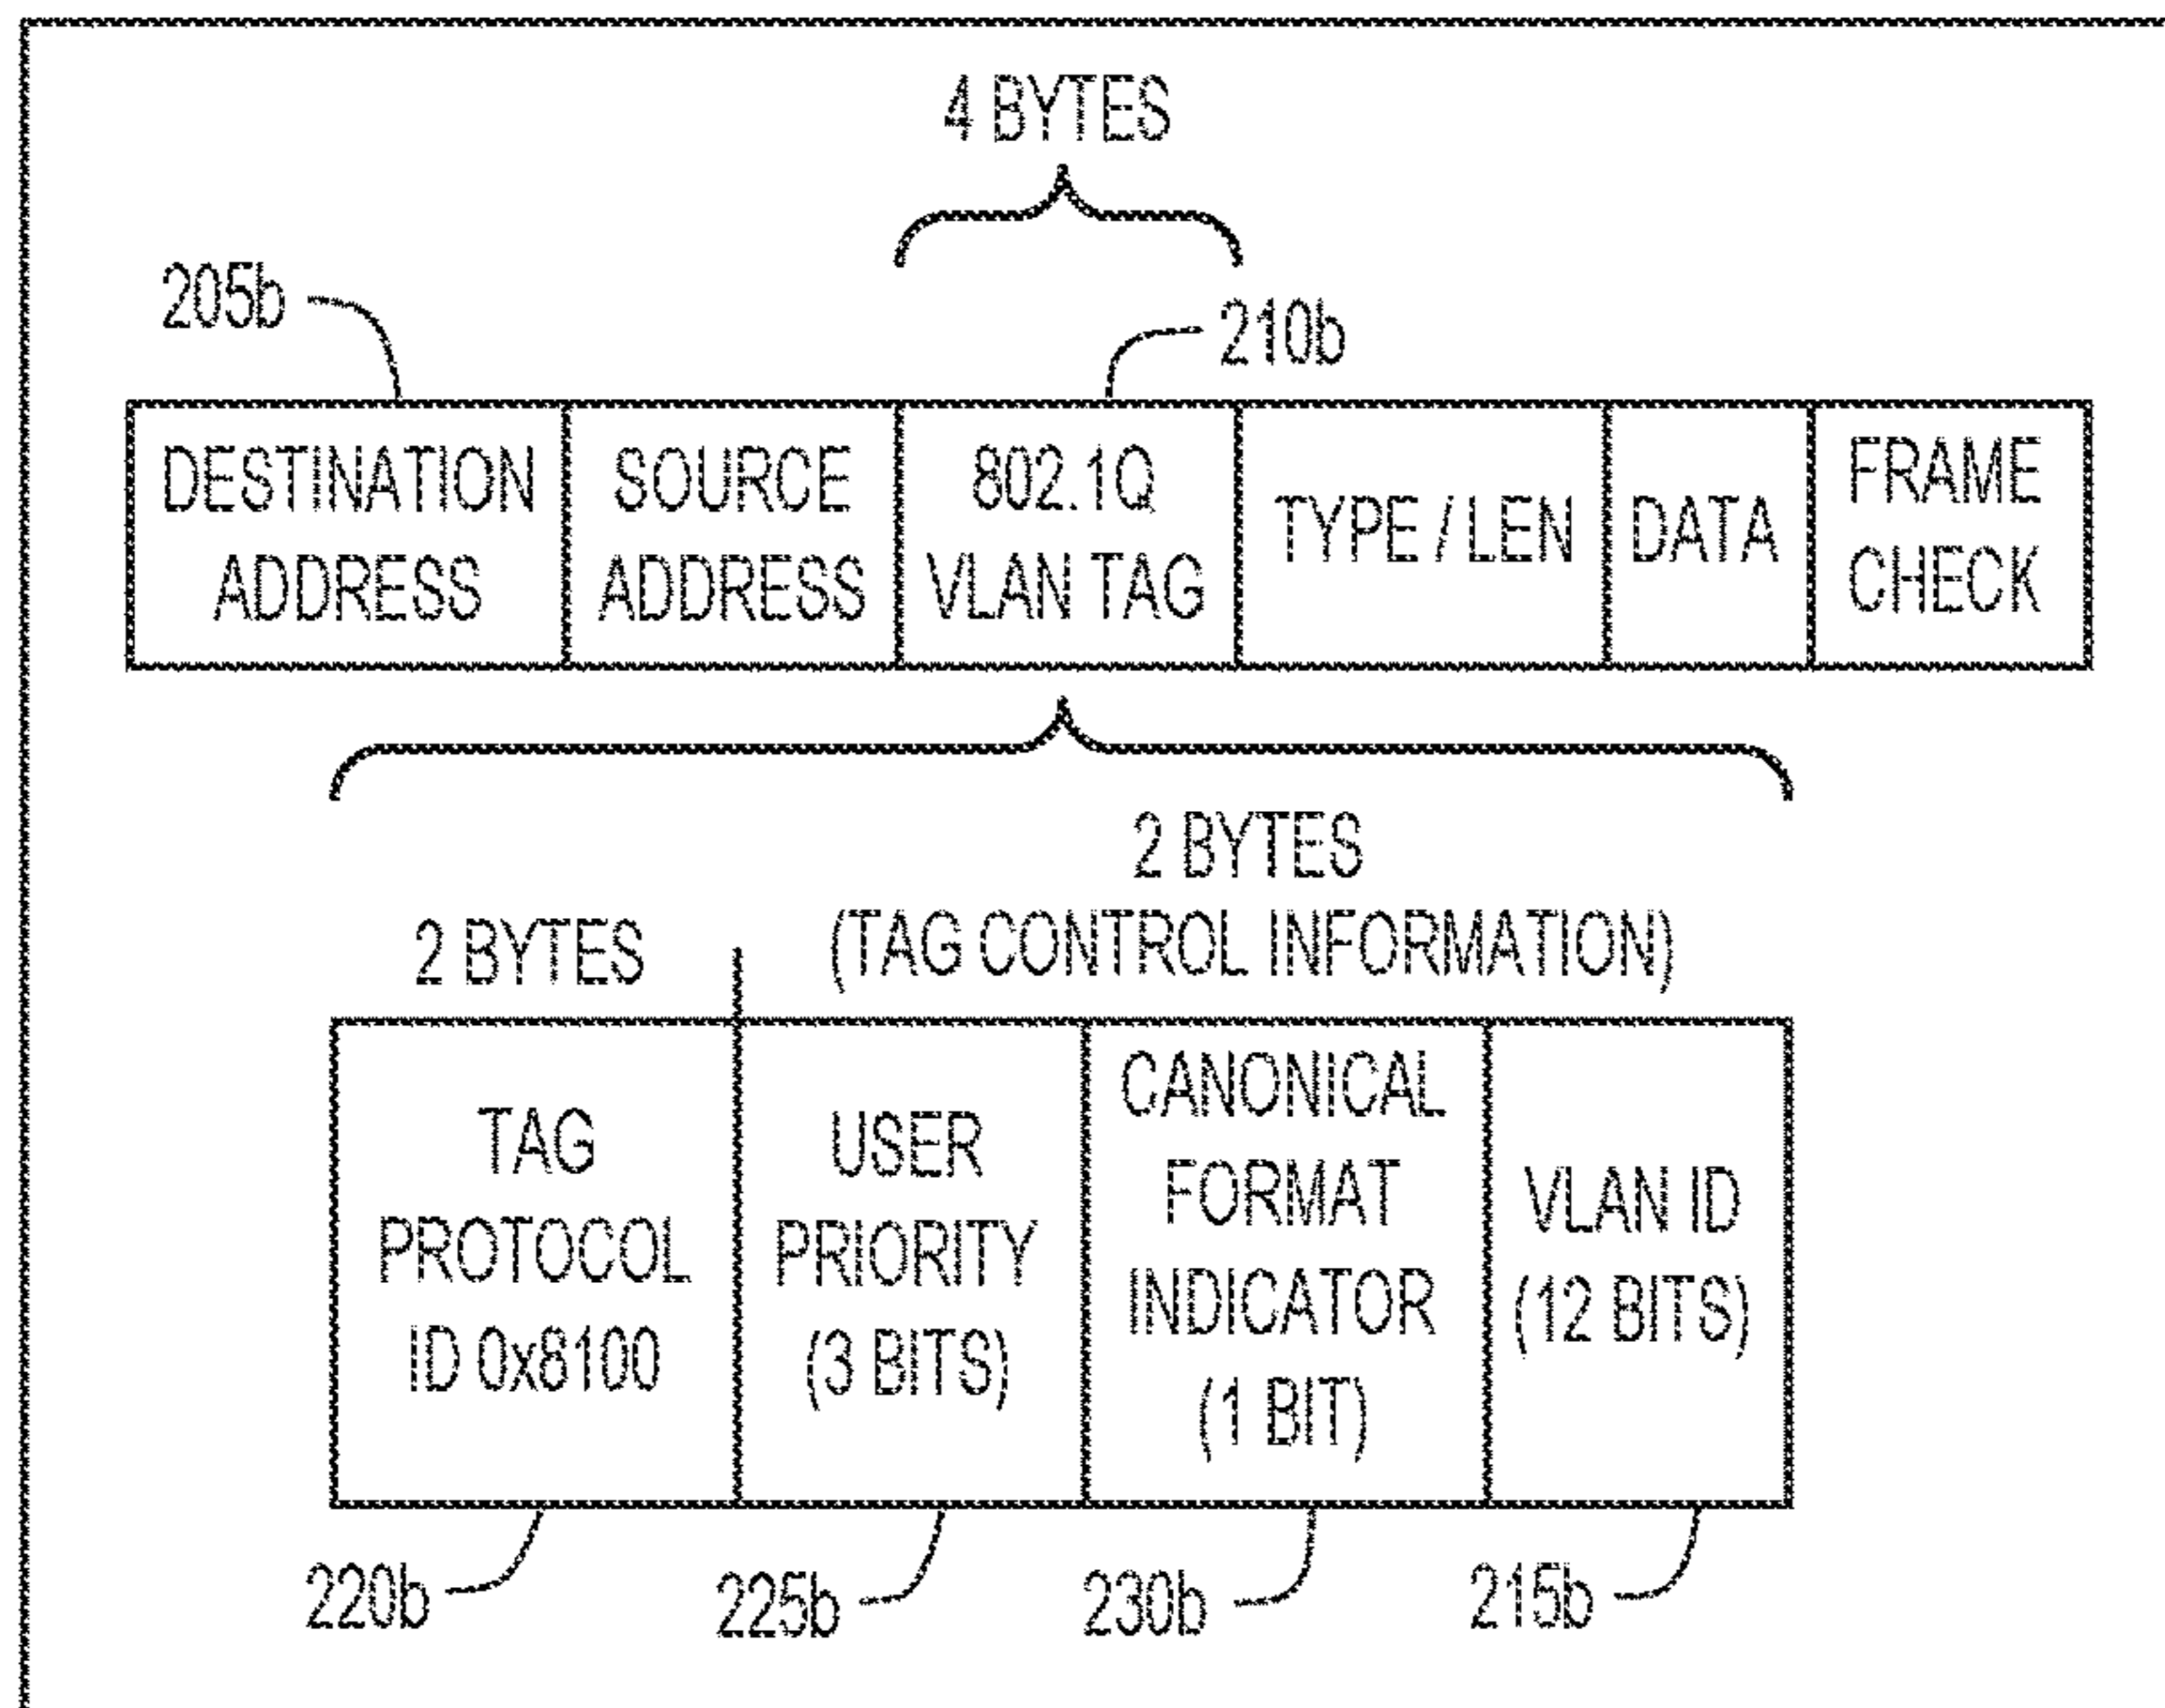 4 BYTES
205b
210b
DESTINATION
ADDRESS
SOURCE
ADDRESS
802.1Q
VLAN TAG
TYPE / LEN
DATA
FRAME
CHECK
2 BYTES
2 BYTES
(TAG CONTROL INFORMATION)
TAG
PROTOCOL
ID 0x8100
USER
PRIORITY
(3 BITS)
CANONICAL
FORMAT
INDICATOR
(1 BIT)
VLAN ID
(12 BITS)
220b
225b
230b
215b